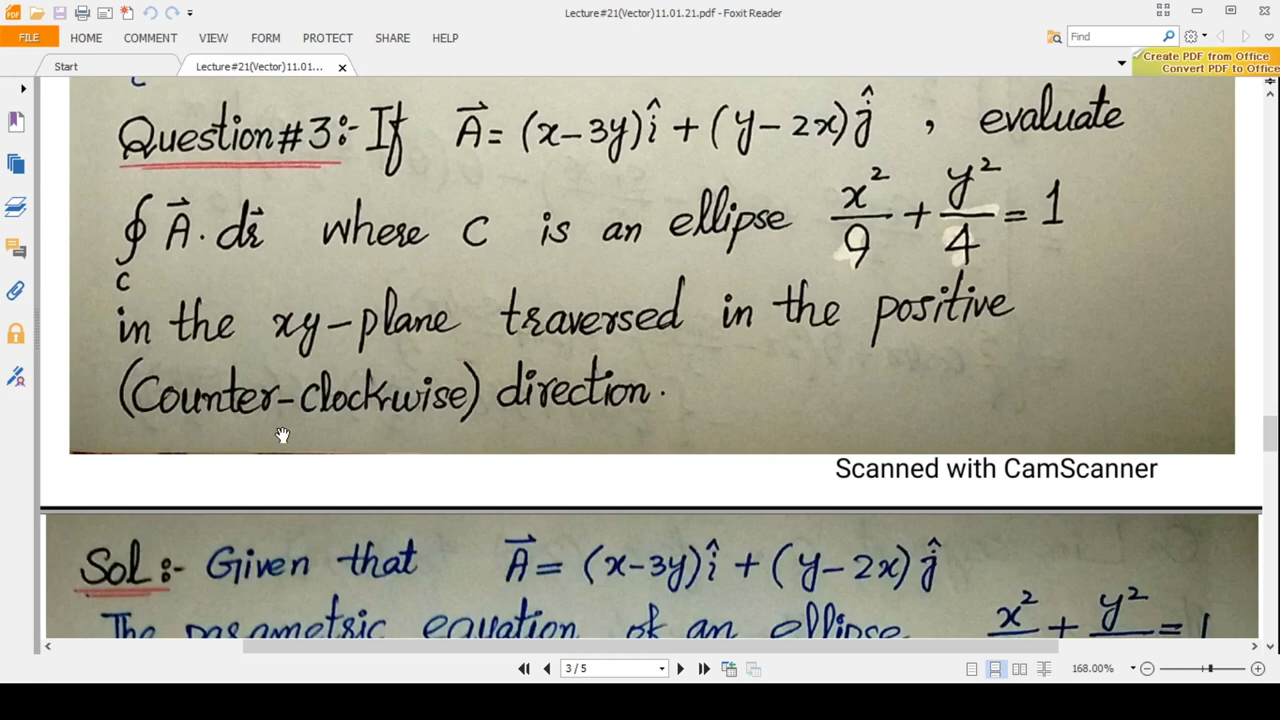 Lecture#21(Vector)11.01.21.pdf - Foxit Reader
FILE HOME COMMENT VIEW FORM PROTECT SHARE HELP
Find
Start
Lecture#21(Vector)11.01....
Create PDF from Office
Convert PDF to Office
C
Question#3:- If A⃗ = (x-3y)î + (y-2x)ĵ , evaluate
∮_C A⃗ . dr⃗ where C is an ellipse x²/9 + y²/4 = 1
in the xy-plane traversed in the positive
(Counter-clockwise) direction.
Scanned with CamScanner
Sol:- Given that A⃗ = (x-3y)î + (y-2x)ĵ
The parametric equation of an ellipse x²/ + y²/ = 1
3 / 5
168.00%